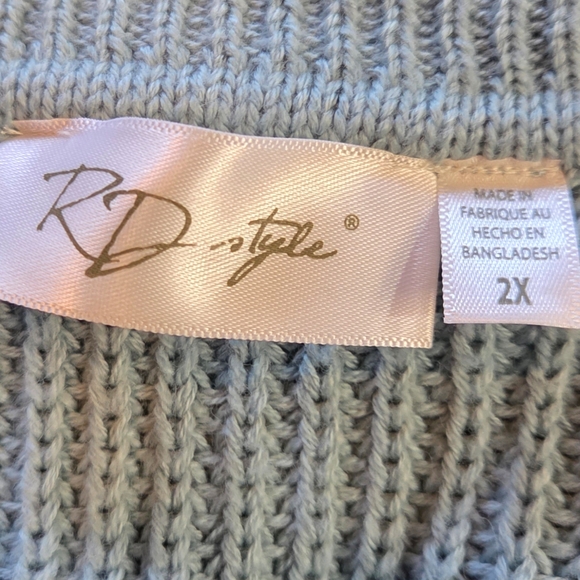 RD style®
MADE IN
FABRIQUE AU
HECHO EN
BANGLADESH
2X